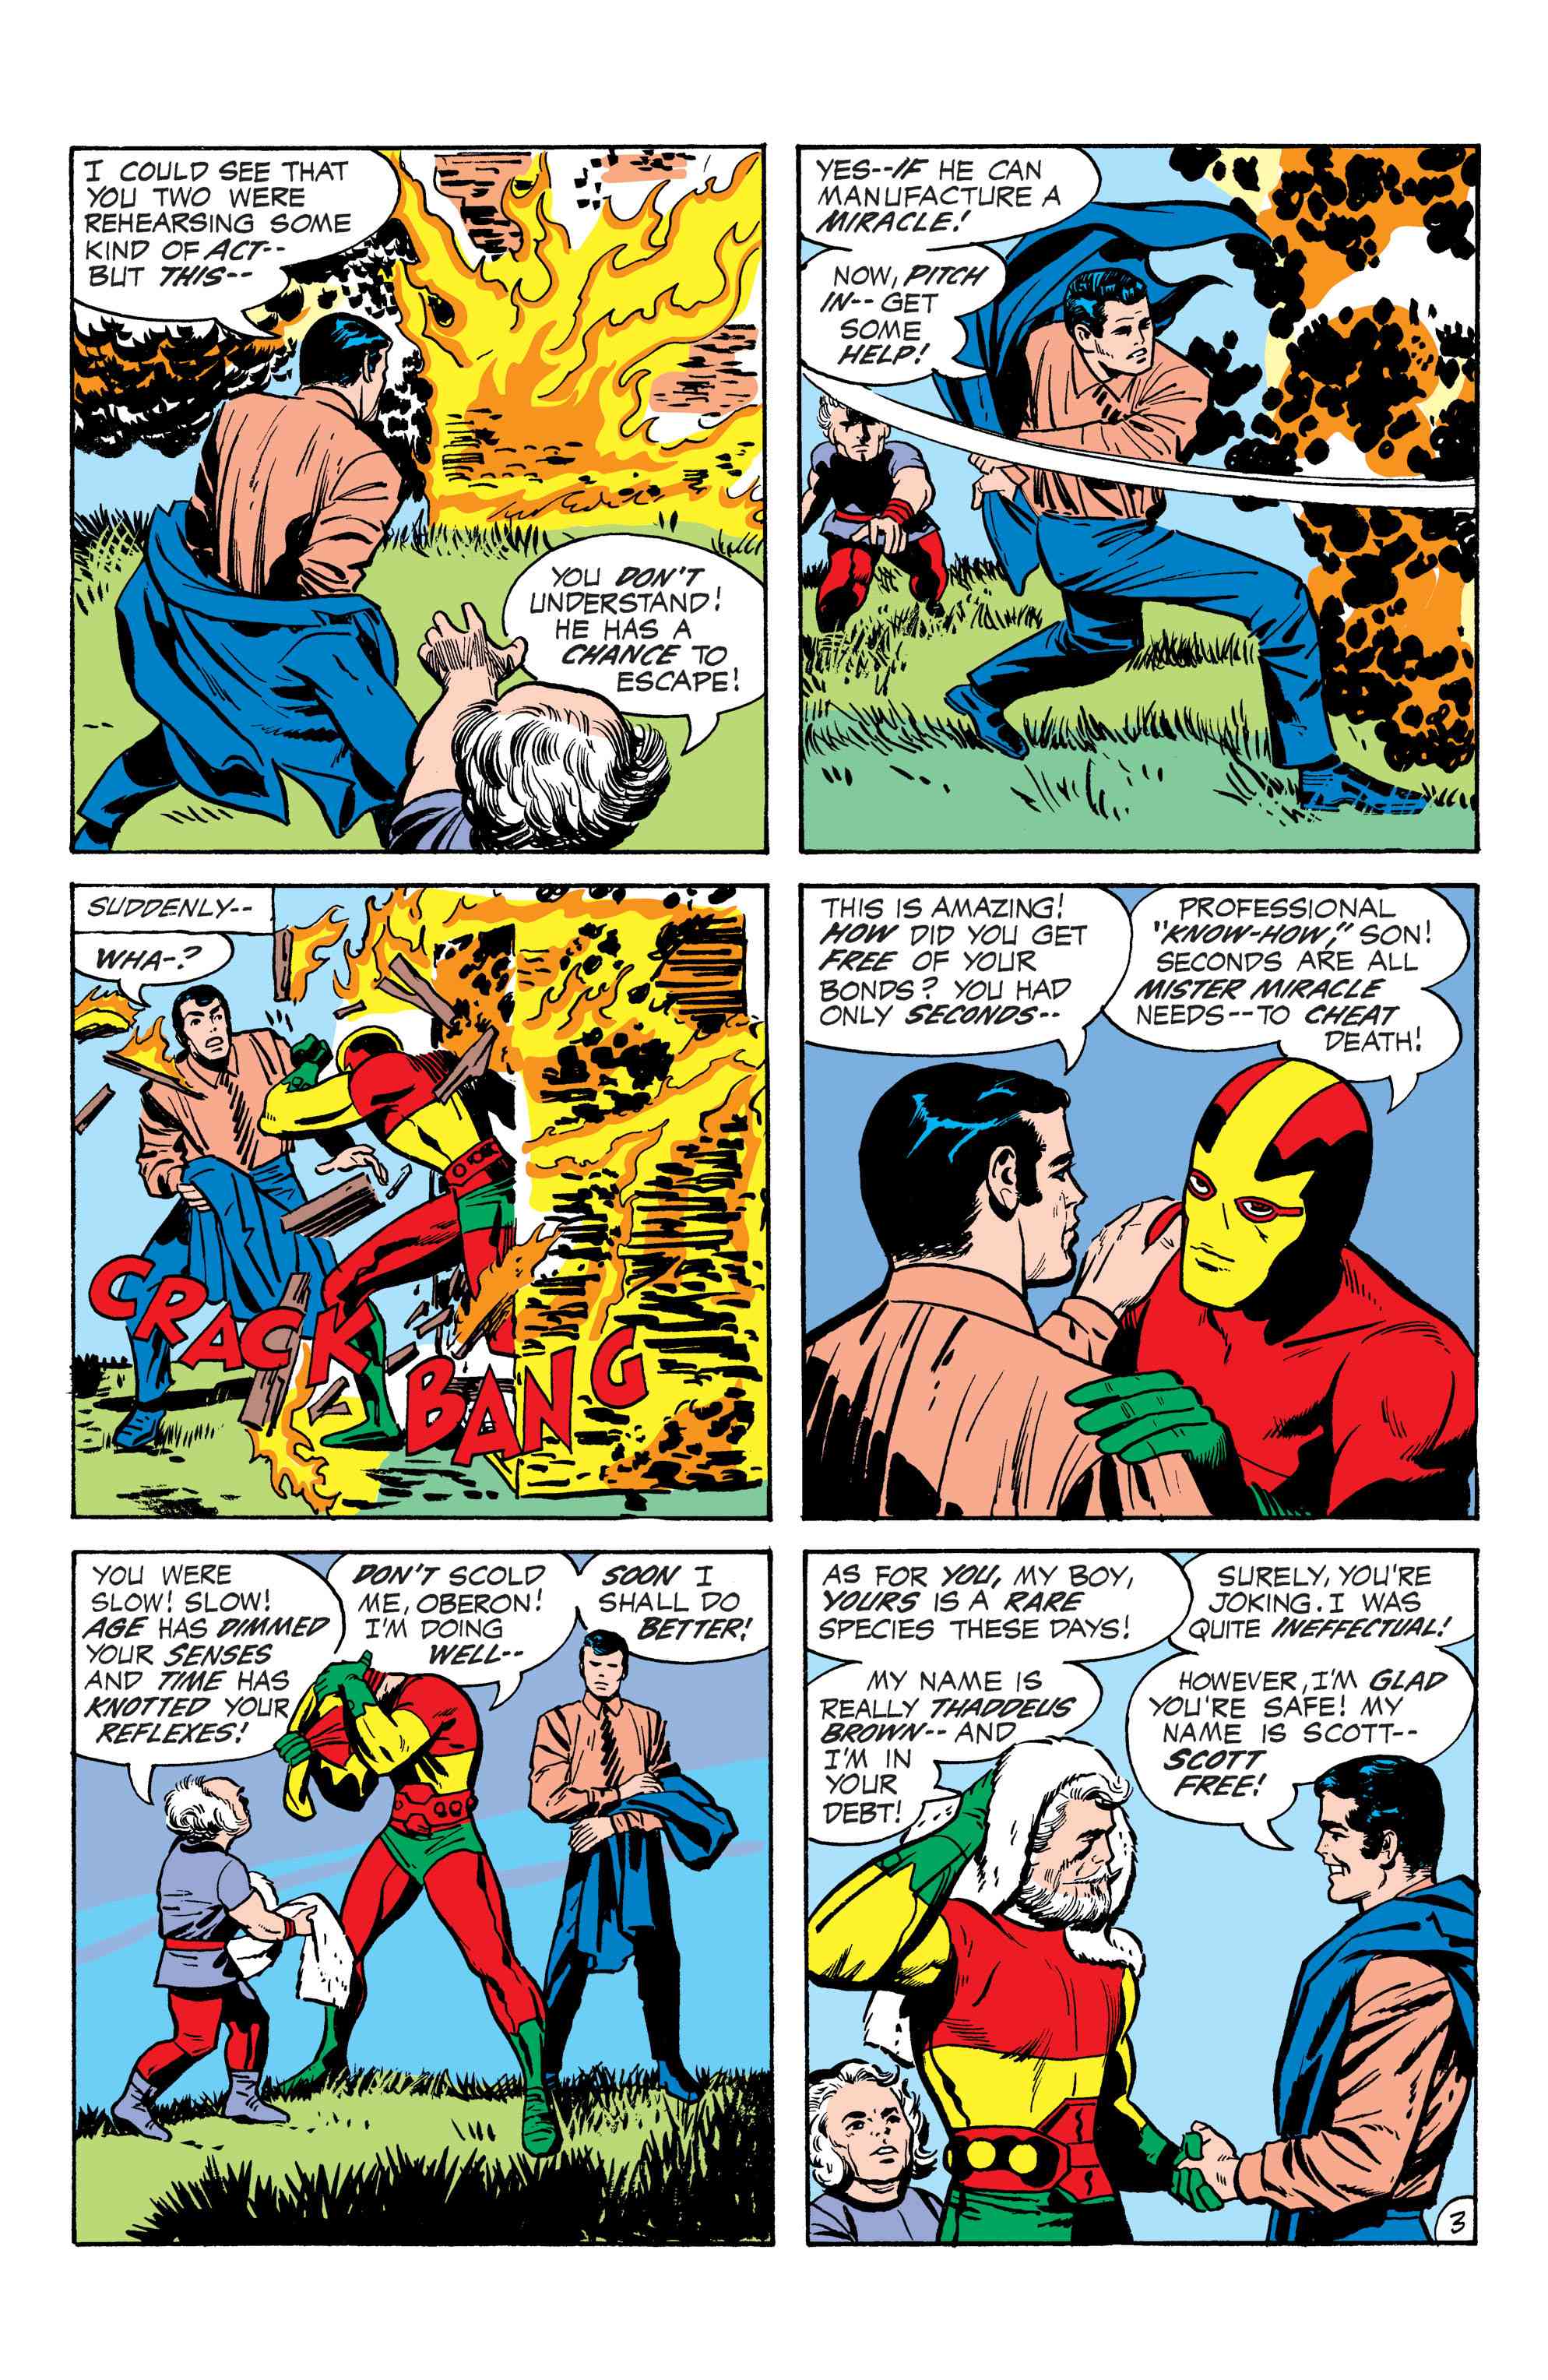 I COULD SEE THAT
YOU TWO WERE
REHEARSING SOME
KIND OF ACT--
BUT THIS--
YOU DON'T
UNDERSTAND!
HE HAS A
CHANCE TO
ESCAPE!
YES--IF HE CAN
MANUFACTURE A
MIRACLE!
NOW, PITCH
IN-- GET
SOME
HELP!
SUDDENLY--
WHA-?
CRACK
BANG
THIS IS AMAZING!
HOW DID YOU GET
FREE OF YOUR
BONDS? YOU HAD
ONLY SECONDS--
PROFESSIONAL
"KNOW-HOW," SON!
SECONDS ARE ALL
MISTER MIRACLE
NEEDS--TO CHEAT
DEATH!
YOU WERE
SLOW! SLOW!
AGE HAS DIMMED
YOUR SENSES
AND TIME HAS
KNOTTED YOUR
REFLEXES!
DON'T SCOLD
ME, OBERON!
I'M DOING
WELL--
SOON I
SHALL DO
BETTER!
AS FOR YOU, MY BOY,
YOURS IS A RARE
SPECIES THESE DAYS!
MY NAME IS
REALLY THADDEUS
BROWN-- AND
I'M IN
YOUR
DEBT!
SURELY, YOU'RE
JOKING. I WAS
QUITE INEFFECTUAL!
HOWEVER, I'M GLAD
YOU'RE SAFE! MY
NAME IS SCOTT--
SCOTT
FREE!
3